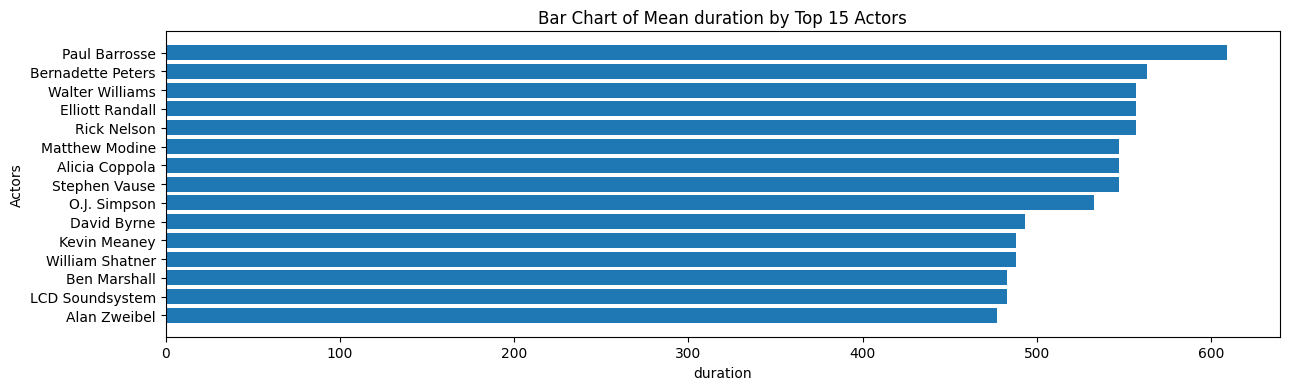 Bar Chart of Mean duration by Top 15 Actors
Actors
Paul Barrosse
Bernadette Peters
Walter Williams
Elliott Randall
Rick Nelson
Matthew Modine
Alicia Coppola
Stephen Vause
O.J. Simpson
David Byrne
Kevin Meaney
William Shatner
Ben Marshall
LCD Soundsystem
Alan Zweibel
0 100 200 300 400 500 600
duration